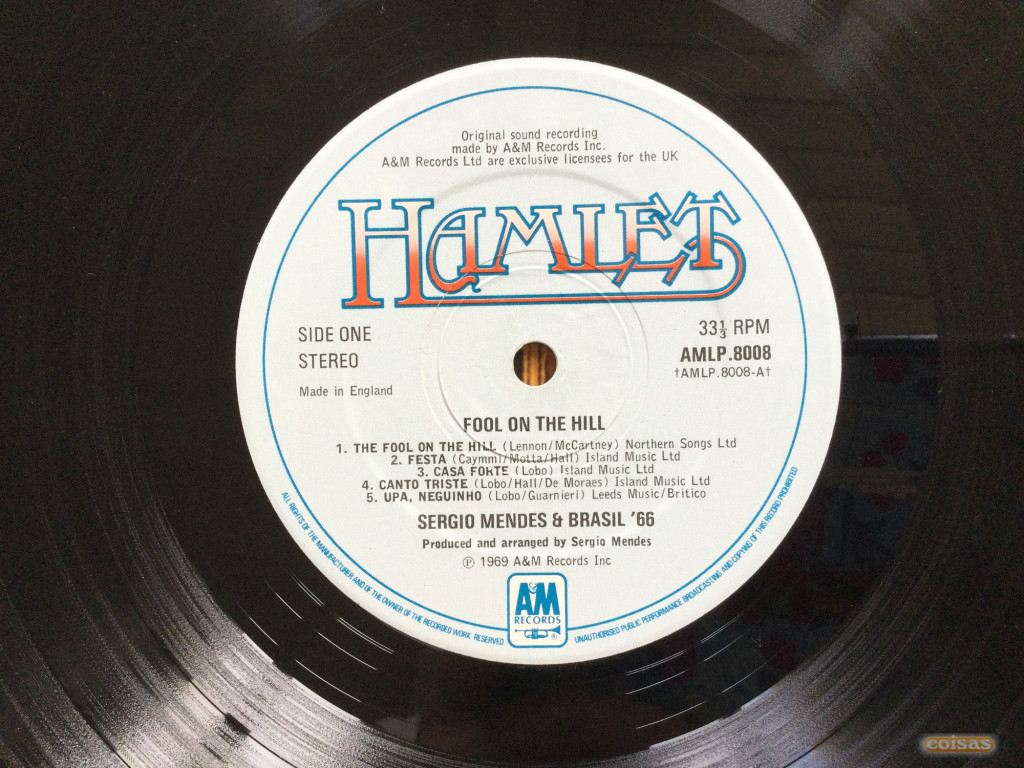 Original sound recording
made by A&M Records Inc.
A&M Records Ltd are exclusive licensees for the UK
HAMLET
SIDE ONE
STEREO
Made in England
33⅓ RPM
AMLP.8008
†AMLP.8008-A†
FOOL ON THE HILL
1. THE FOOL ON THE HILL (Lennon/McCartney) Northern Songs Ltd
2. FESTA (Caymmi/Motta/Hall) Island Music Ltd
3. CASA FORTE (Lobo) Island Music Ltd
4. CANTO TRISTE (Lobo/Hall/De Moraes) Island Music Ltd
5. UPA, NEGUINHO (Lobo/Guarnieri) Leeds Music/Britico
SERGIO MENDES & BRASIL '66
Produced and arranged by Sergio Mendes
℗ 1969 A&M Records Inc
A&M
RECORDS
®
ALL RIGHTS OF THE MANUFACTURER AND OF THE OWNER OF THE RECORDED WORK RESERVED
UNAUTHORISED PUBLIC PERFORMANCE BROADCASTING AND COPYING OF THIS RECORD PROHIBITED
coisas